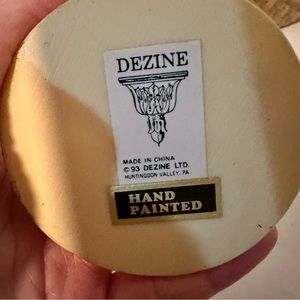 DEZINE
MADE IN CHINA
© 93 DEZINE LTD.
HUNTINGDON VALLEY, PA
HAND
PAINTED